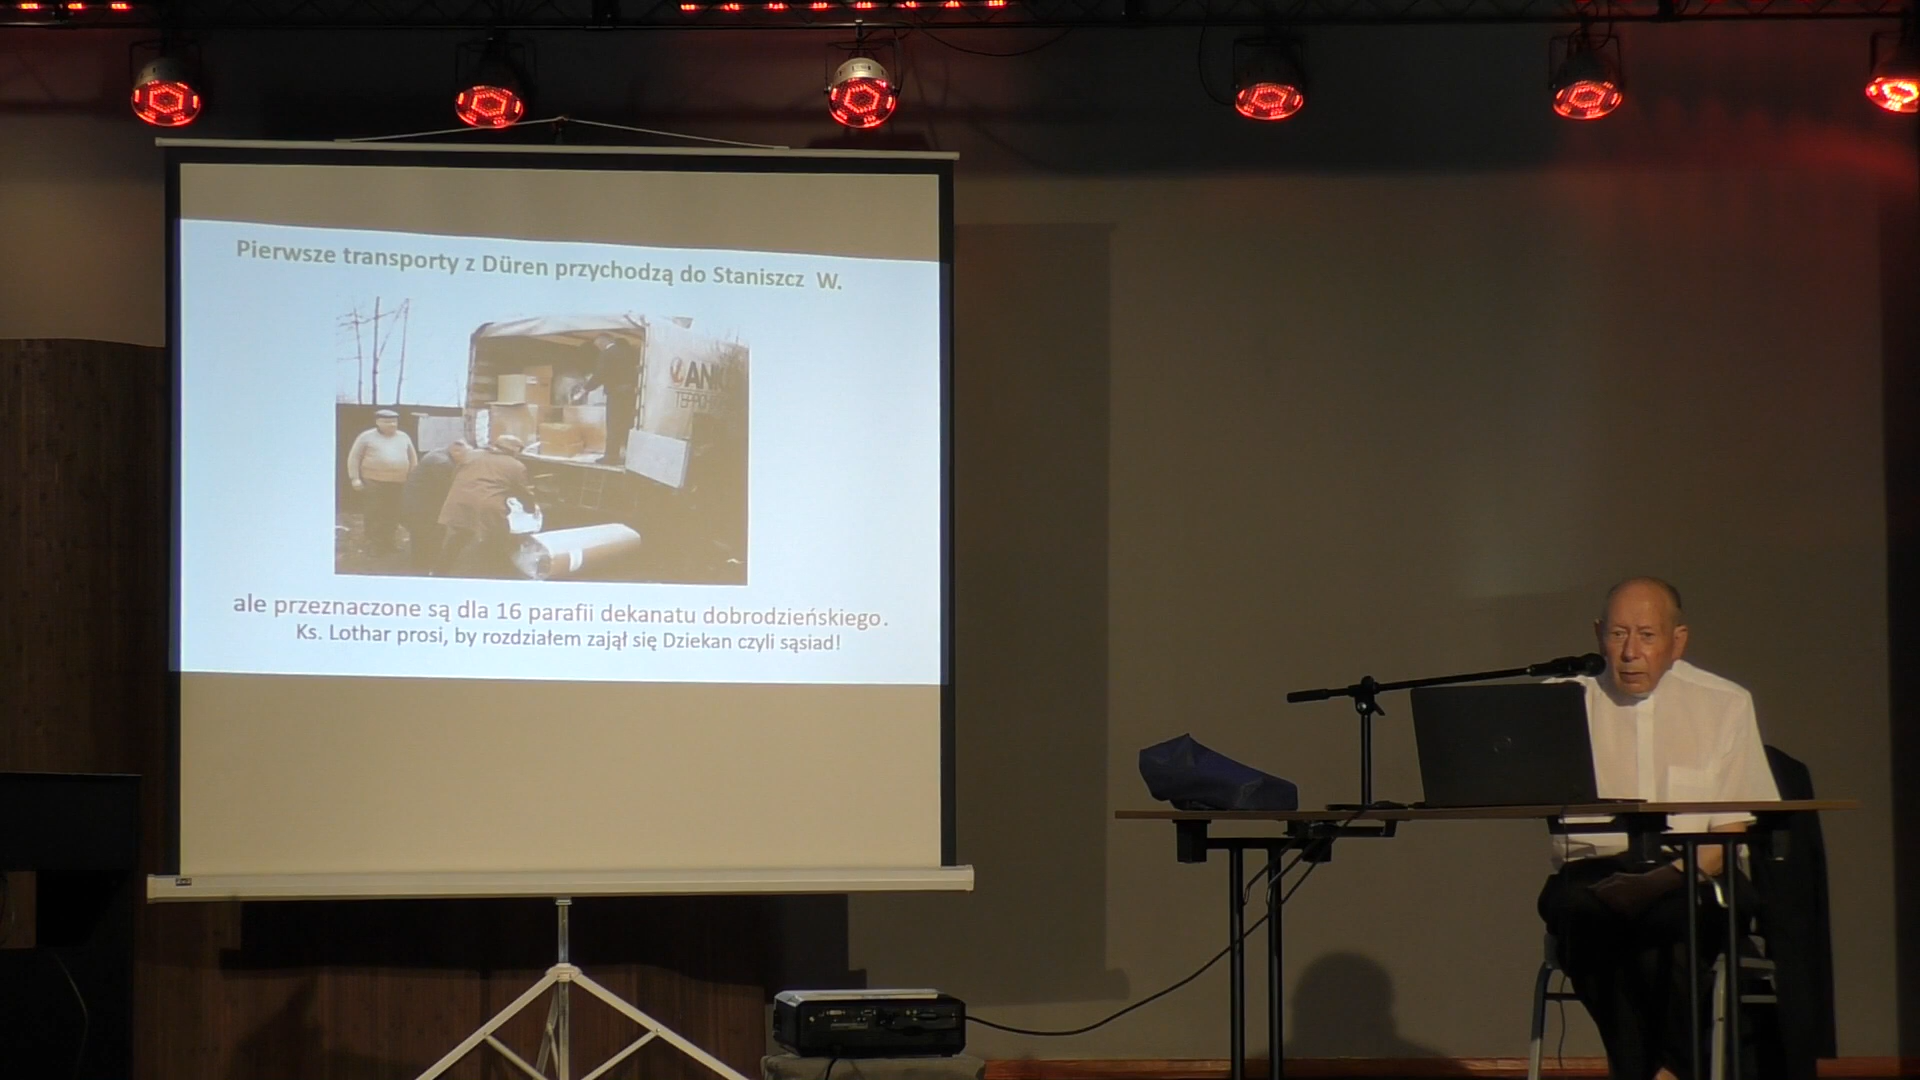 Pierwsze transporty z Düren przychodzą do Staniszcz W.
ANK
ale przeznaczone są dla 16 parafii dekanatu dobrodzieńskiego.
Ks. Lothar prosi, by rozdziałem zajął się Dziekan czyli sąsiad!